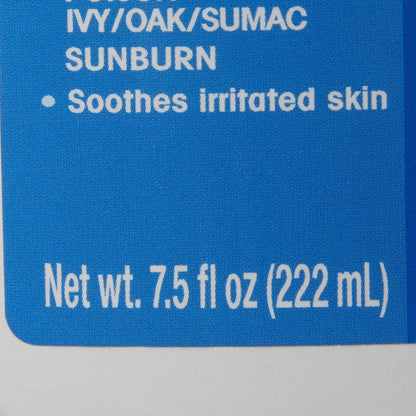 IVY/OAK/SUMAC
SUNBURN
• Soothes irritated skin
Net wt. 7.5 fl oz (222 mL)